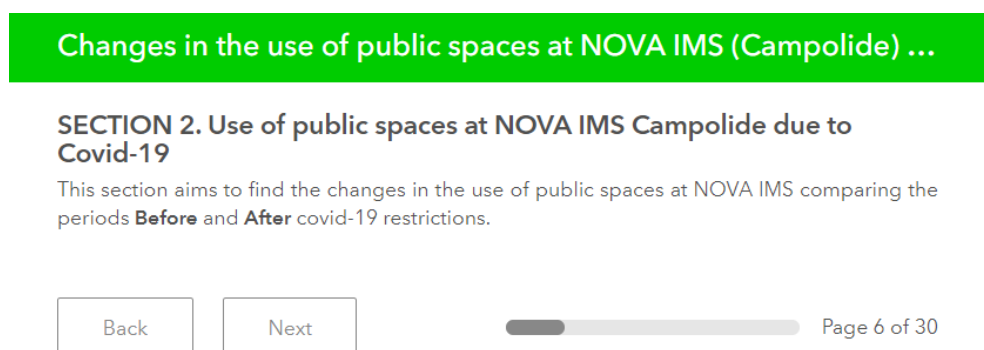 Changes in the use of public spaces at NOVA IMS (Campolide) ...
SECTION 2. Use of public spaces at NOVA IMS Campolide due to
Covid-19
This section aims to find the changes in the use of public spaces at NOVA IMS comparing the
periods Before and After covid-19 restrictions.
Back
Next
Page 6 of 30